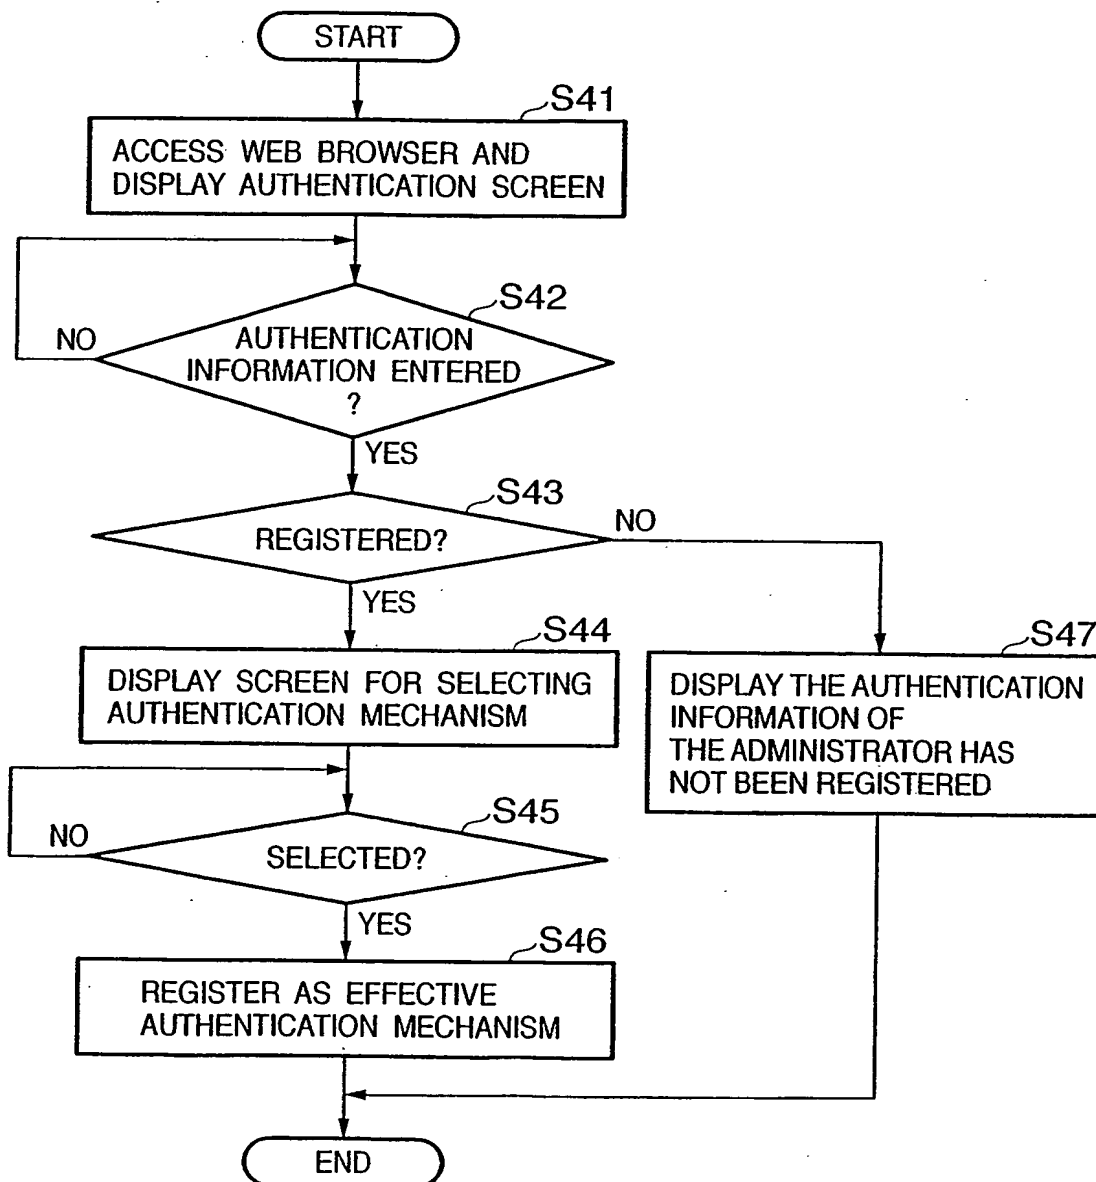 START
S41
ACCESS WEB BROWSER AND
DISPLAY AUTHENTICATION SCREEN
S42
NO
AUTHENTICATION
INFORMATION ENTERED
?
YES
S43
NO
REGISTERED?
YES
S44
DISPLAY SCREEN FOR SELECTING
AUTHENTICATION MECHANISM
S47
DISPLAY THE AUTHENTICATION
INFORMATION OF
THE ADMINISTRATOR HAS
NOT BEEN REGISTERED
S45
NO
SELECTED?
YES
S46
REGISTER AS EFFECTIVE
AUTHENTICATION MECHANISM
END